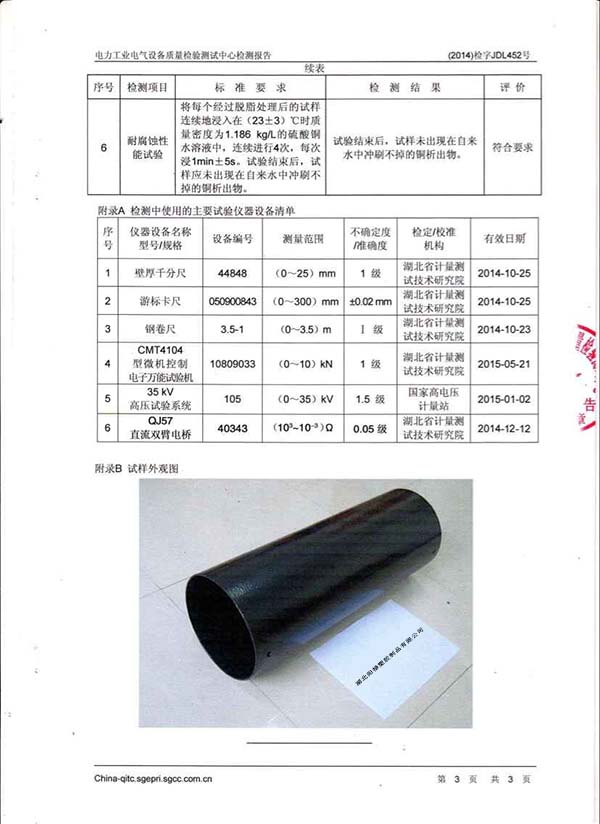 电力工业电气设备质量检验测试中心检测报告 (2014)检字JDL452号
续表
序号 检测项目 标 准 要 求 检 测 结 果 评 价
6 耐腐蚀性能试验 将每个经过脱脂处理后的试样
连续地浸入在（23±3）℃时质
量密度为1.186 kg/L的硫酸铜
水溶液中，连续进行4次，每次
浸1min±5s。试验结束后，试
样应未出现在自来水中冲刷不
掉的铜析出物。
试验结束后，试样未出现在自来
水中冲刷不掉的铜析出物。
符合要求
附录A 检测中使用的主要试验仪器设备清单
序号 仪器设备名称型号/规格 设备编号 测量范围 不确定度/准确度 检定/校准机构 有效日期
1 壁厚千分尺 44848 （0～25）mm 1 级 湖北省计量测试技术研究院 2014-10-25
2 游标卡尺 050900843 （0～300）mm ±0.02 mm 湖北省计量测试技术研究院 2014-10-25
3 钢卷尺 3.5-1 （0～3.5）m Ⅰ 级 湖北省计量测试技术研究院 2014-10-23
4 CMT4104型微机控制电子万能试验机 10809033 （0～10）kN 1 级 湖北省计量测试技术研究院 2015-05-21
5 35 kV高压试验系统 105 （0～35）kV 1.5 级 国家高电压计量站 2015-01-02
6 QJ57直流双臂电桥 40343 （10³~10⁻³）Ω 0.05 级 湖北省计量测试技术研究院 2014-12-12
附录B 试样外观图
China-qitc.sgepri.sgcc.com.cn 第 3 页 共 3 页